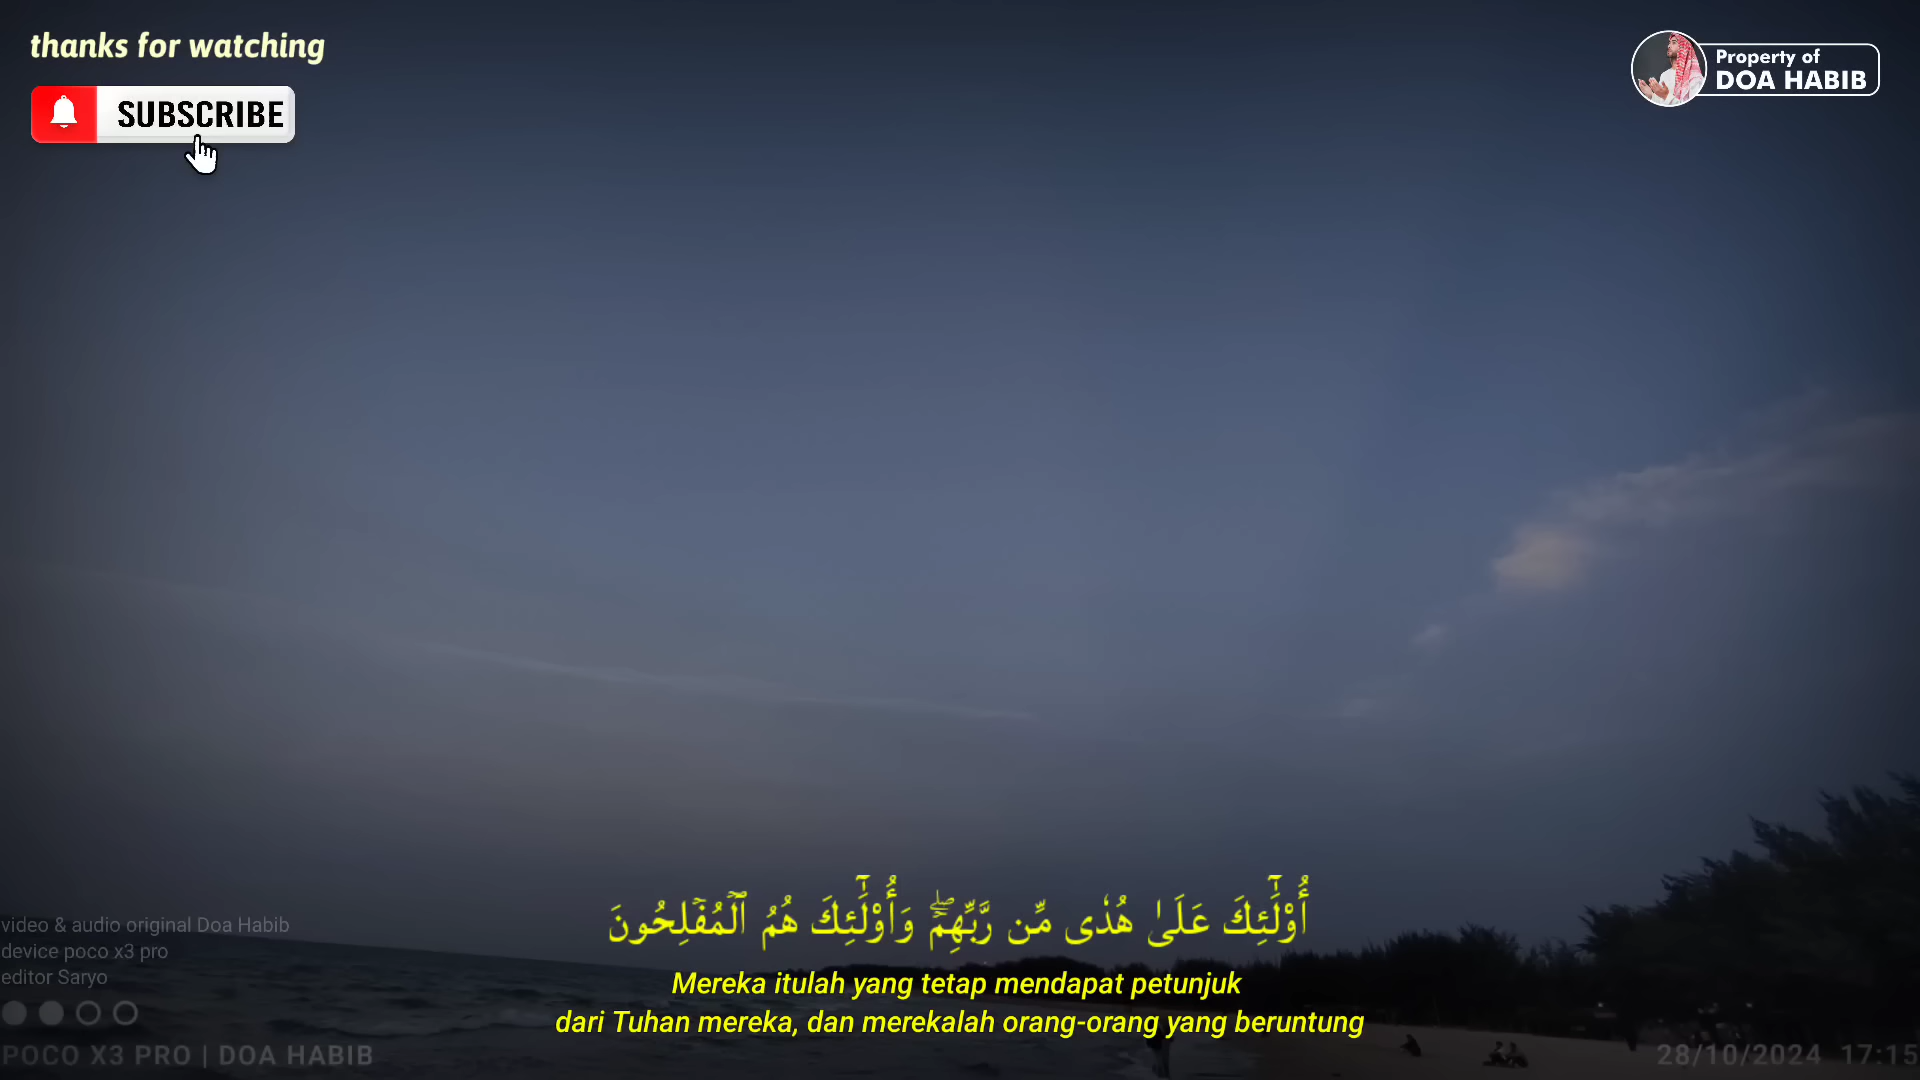 thanks for watching
SUBSCRIBE
Property of
DOA HABIB
أُوْلَٰٓئِكَ عَلَىٰ هُدٗى مِّن رَّبِّهِمۡۖ وَأُوْلَٰٓئِكَ هُمُ ٱلۡمُفۡلِحُونَ
Mereka itulah yang tetap mendapat petunjuk
dari Tuhan mereka, dan merekalah orang-orang yang beruntung
video & audio original Doa Habib
device poco x3 pro
editor Saryo
POCO X3 PRO | DOA HABIB
28/10/2024 17:15